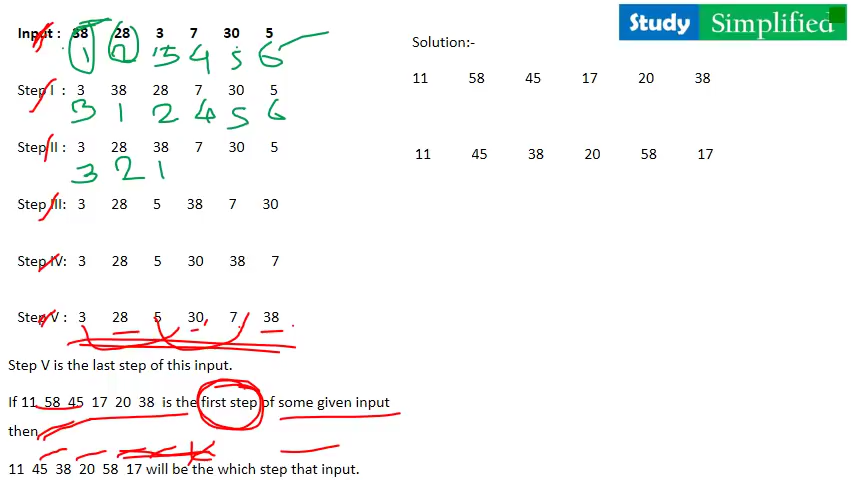 Study Simplified
Input : 38 28 3 7 30 5
1 2 3 4 5 6
Step I : 3 38 28 7 30 5
3 1 2 4 5 6
Step II : 3 28 38 7 30 5
3 2 1
Step III: 3 28 5 38 7 30
Step IV: 3 28 5 30 38 7
Step V : 3 28 5 30 7 38
Step V is the last step of this input.
If 11 58 45 17 20 38 is the first step of some given input
then
11 45 38 20 58 17 will be the which step that input.
Solution:-
11 58 45 17 20 38
11 45 38 20 58 17